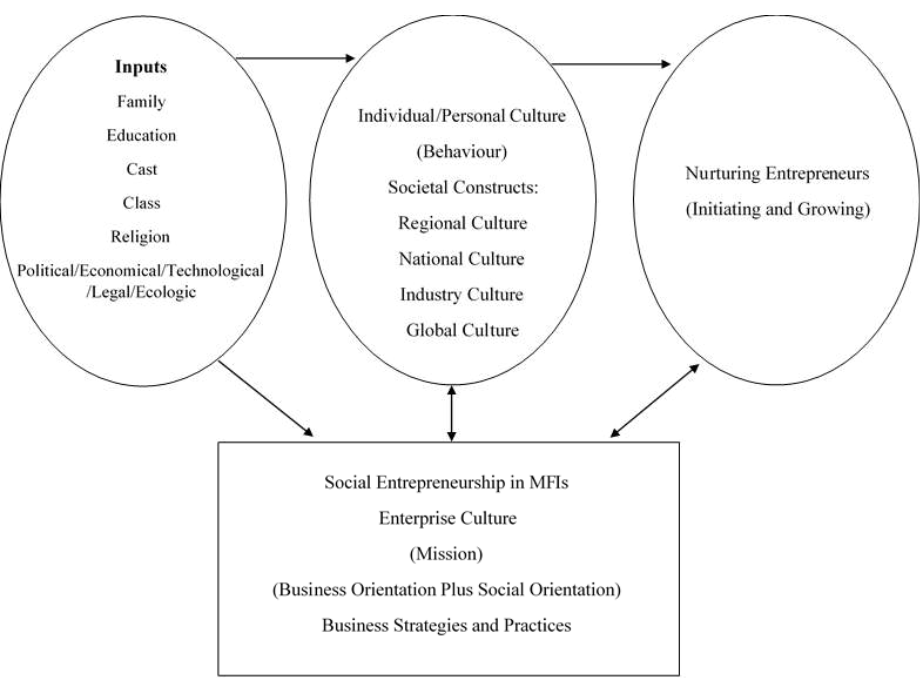 Inputs
Family
Education
Cast
Class
Religion
Political/Economical/Technological
/Legal/Ecologic
Individual/Personal Culture
(Behaviour)
Societal Constructs:
Regional Culture
National Culture
Industry Culture
Global Culture
Nurturing Entrepreneurs
(Initiating and Growing)
Social Entrepreneurship in MFIs
Enterprise Culture
(Mission)
(Business Orientation Plus Social Orientation)
Business Strategies and Practices